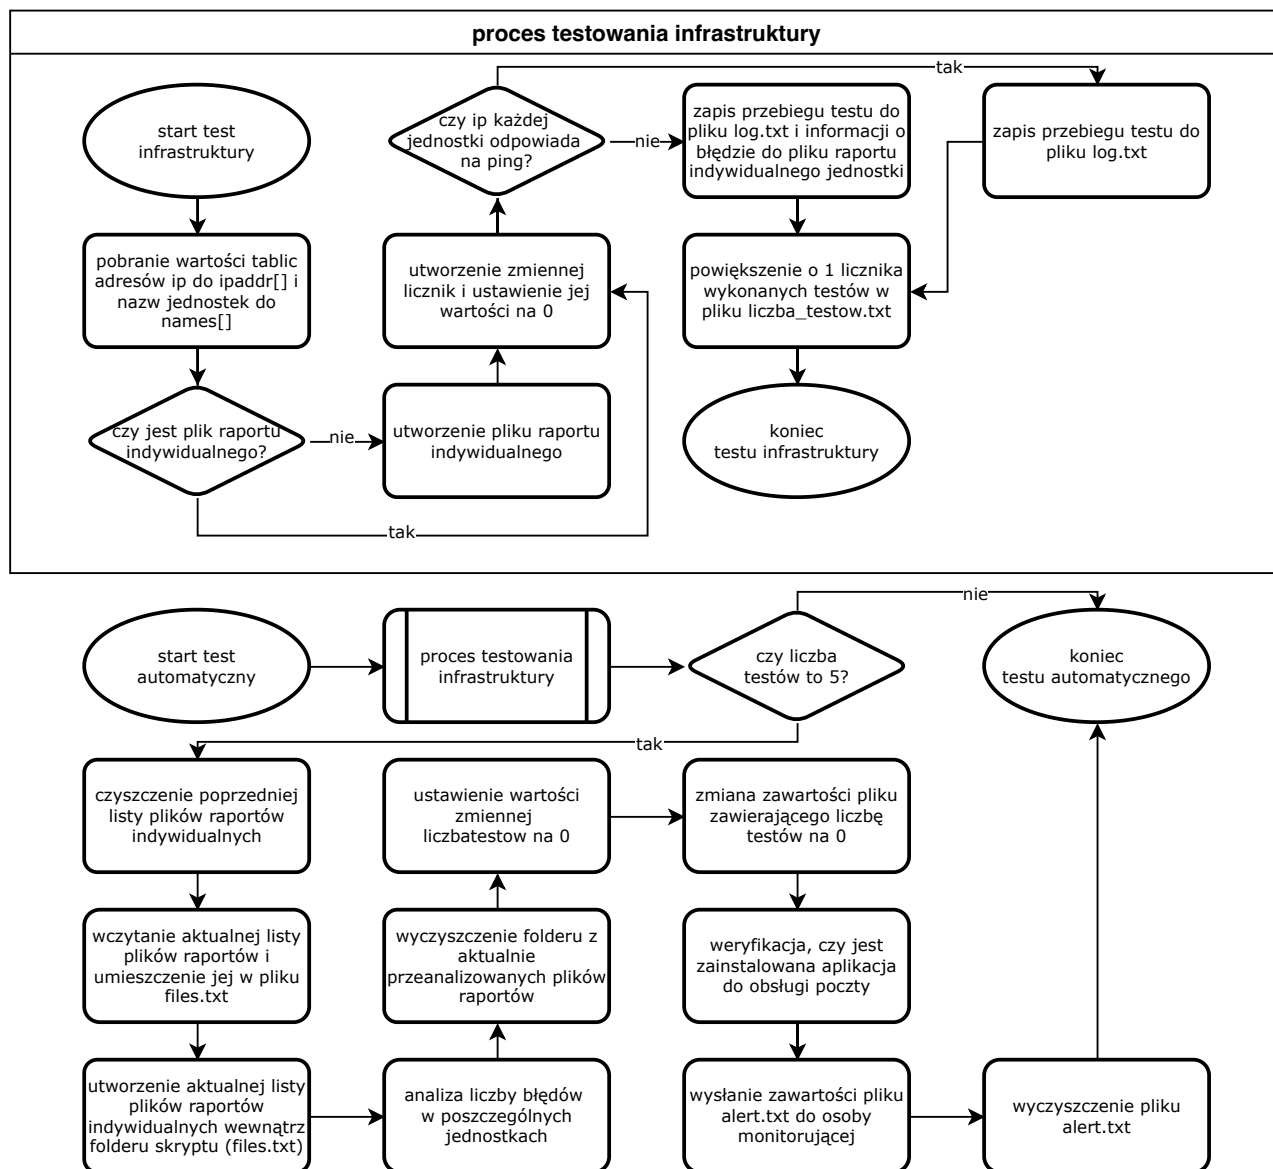 proces testowania infrastruktury
start test
infrastruktury
pobranie wartości tablic
adresów ip do ipaddr[] i
nazw jednostek do
names[]
czy jest plik raportu
indywidualnego?
nie
utworzenie pliku raportu
indywidualnego
tak
utworzenie zmiennej
licznik i ustawienie jej
wartości na 0
czy ip każdej
jednostki odpowiada
na ping?
nie
tak
zapis przebiegu testu do
pliku log.txt i informacji o
błędzie do pliku raportu
indywidualnego jednostki
zapis przebiegu testu do
pliku log.txt
powiększenie o 1 licznika
wykonanych testów w
pliku liczba_testow.txt
koniec
testu infrastruktury
start test
automatyczny
proces testowania
infrastruktury
czy liczba
testów to 5?
nie
koniec
testu automatycznego
tak
czyszczenie poprzedniej
listy plików raportów
indywidualnych
wczytanie aktualnej listy
plików raportów i
umieszczenie jej w pliku
files.txt
utworzenie aktualnej listy
plików raportów
indywidualnych wewnątrz
folderu skryptu (files.txt)
analiza liczby błędów
w poszczególnych
jednostkach
wyczyszczenie folderu z
aktualnie
przeanalizowanych plików
raportów
ustawienie wartości
zmiennej
liczbatestow na 0
zmiana zawartości pliku
zawierającego liczbę
testów na 0
weryfikacja, czy jest
zainstalowana aplikacja
do obsługi poczty
wysłanie zawartości pliku
alert.txt do osoby
monitorującej
wyczyszczenie pliku
alert.txt